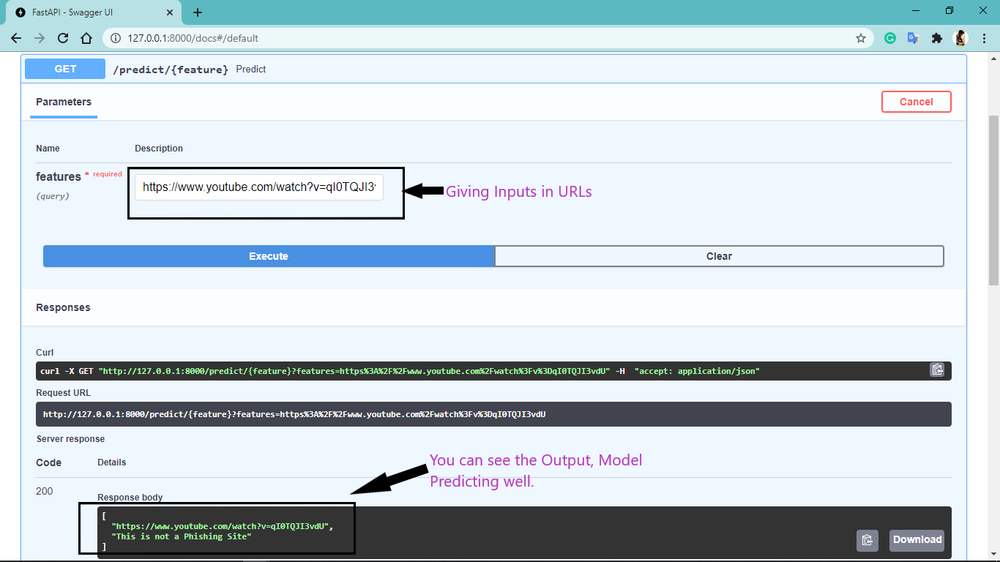 FastAPI - Swagger UI
127.0.0.1:8000/docs#/default
GET /predict/{feature} Predict
Parameters
Cancel
Name Description
features * required
(query)
https://www.youtube.com/watch?v=qI0TQJI3v
Giving Inputs in URLs
Execute
Clear
Responses
Curl
curl -X GET "http://127.0.0.1:8000/predict/{feature}?features=https%3A%2F%2Fwww.youtube.com%2Fwatch%3Fv%3DqI0TQJI3vdU" -H "accept: application/json"
Request URL
http://127.0.0.1:8000/predict/{feature}?features=https%3A%2F%2Fwww.youtube.com%2Fwatch%3Fv%3DqI0TQJI3vdU
Server response
Code Details
You can see the Output, Model
Predicting well.
200
Response body
[
"https://www.youtube.com/watch?v=qI0TQJI3vdU",
"This is not a Phishing Site"
]
Download